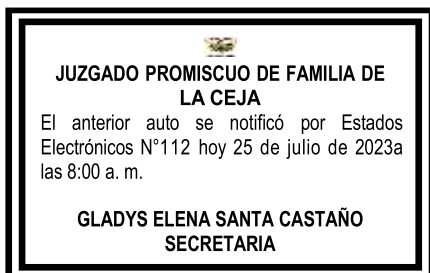 JUZGADO PROMISCUO DE FAMILIA DE
LA CEJA
El anterior auto se notificó por Estados
Electrónicos N°112 hoy 25 de julio de 2023a
las 8:00 a. m.
GLADYS ELENA SANTA CASTAÑO
SECRETARIA